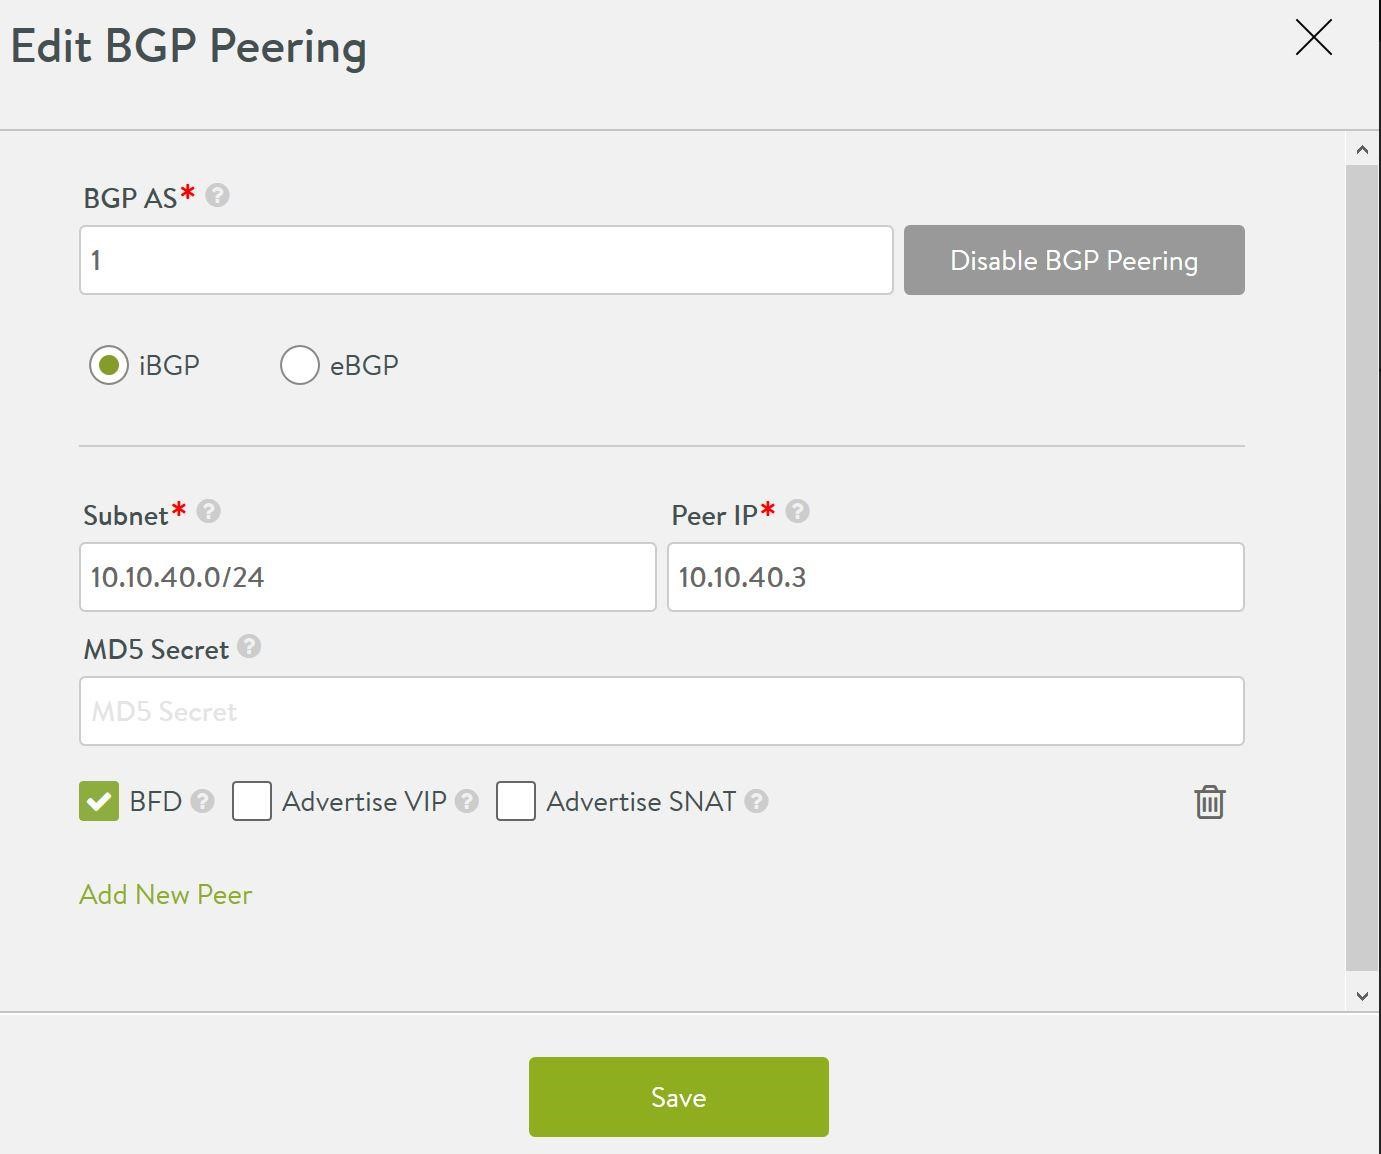 Edit BGP Peering
BGP AS* ?
1
Disable BGP Peering
iBGP eBGP
Subnet* ? Peer IP* ?
10.10.40.0/24 10.10.40.3
MD5 Secret ?
MD5 Secret
BFD ? Advertise VIP ? Advertise SNAT ?
Add New Peer
Save